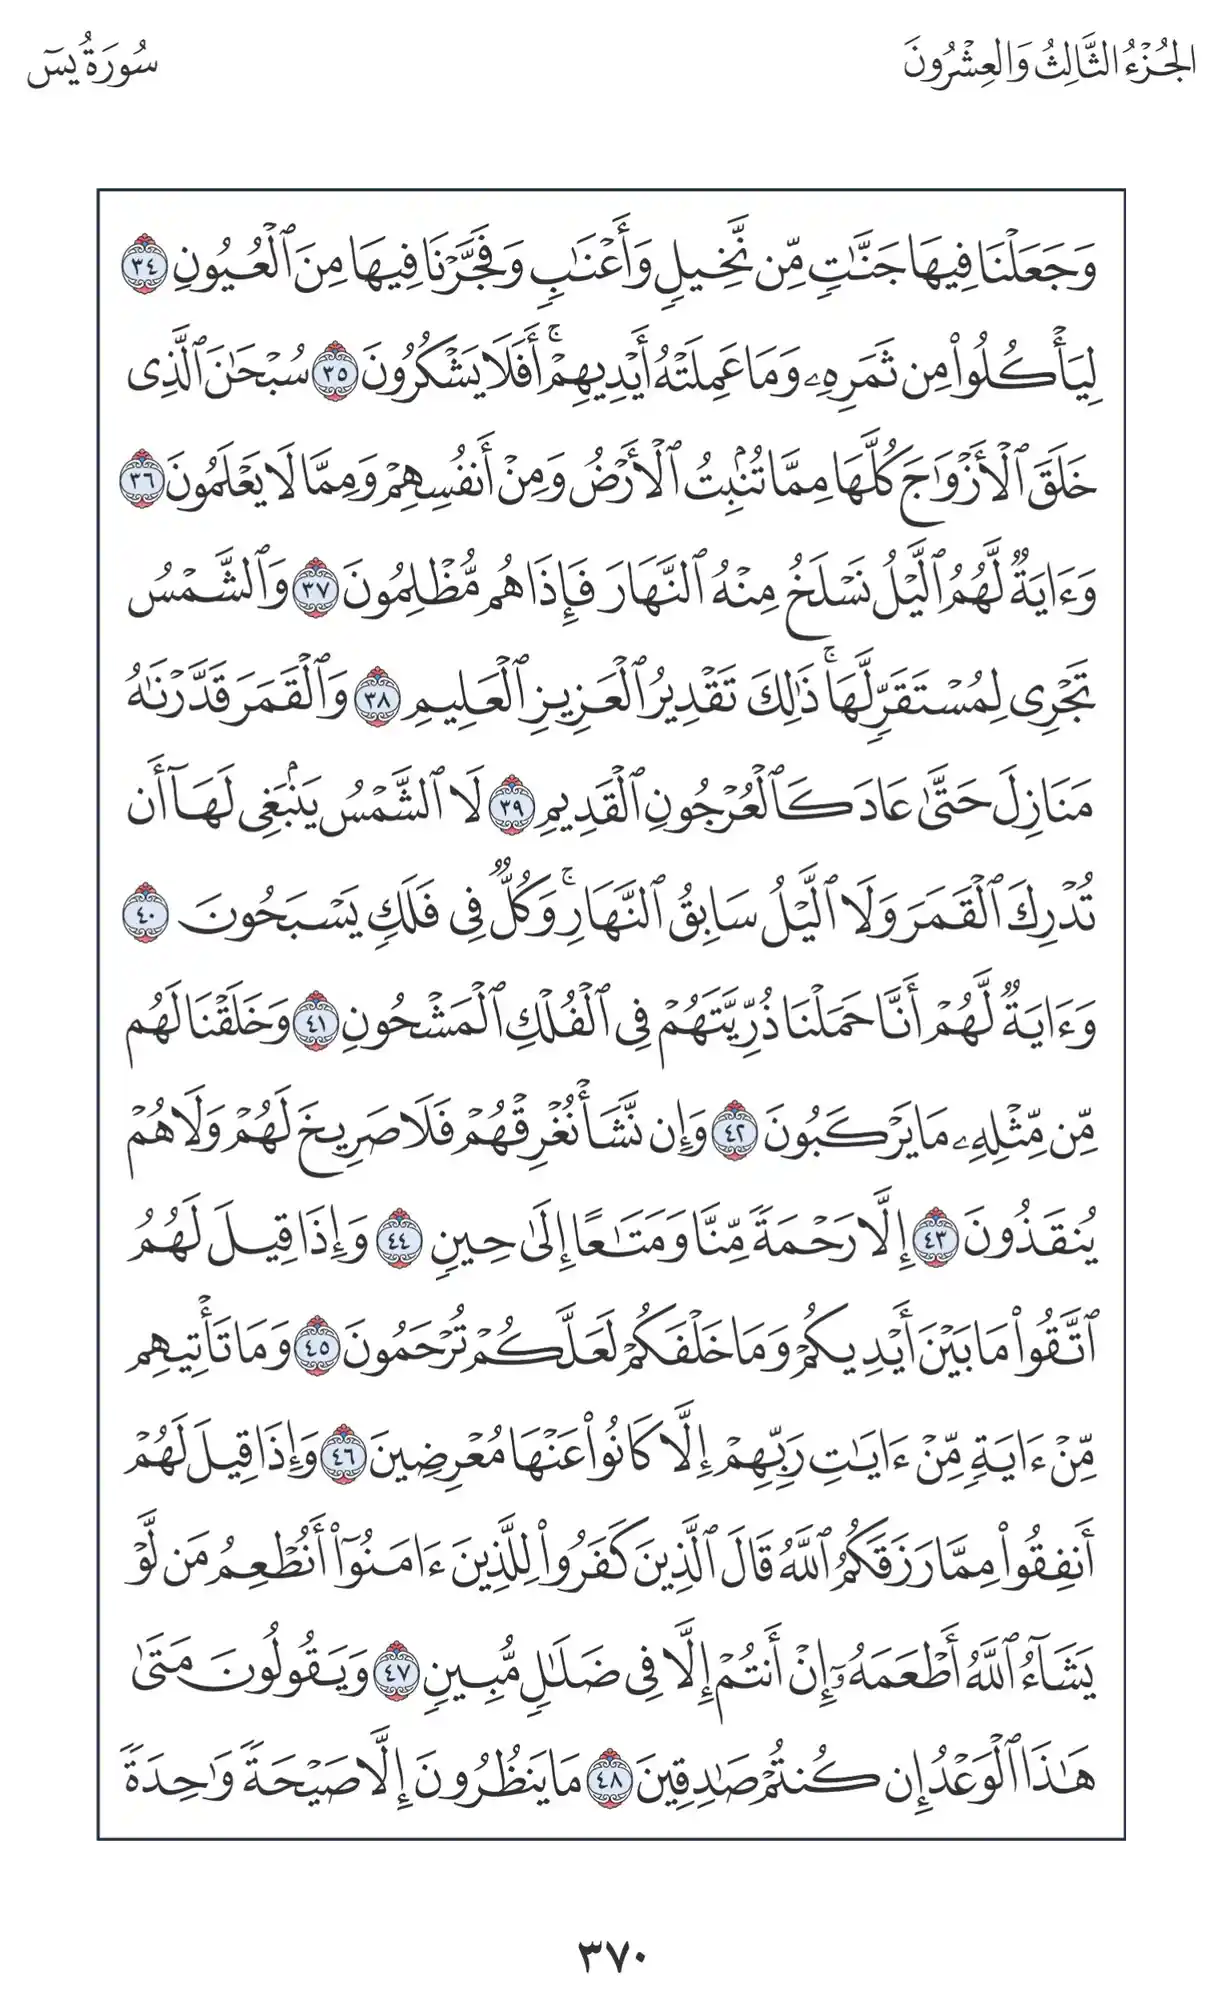 الجُزْءُ الثَّالِثُ وَالعِشْرُونَ
سُورَةُ يسٓ
وَجَعَلْنَا فِيهَا جَنَّٰتٖ مِّن نَّخِيلٖ وَأَعْنَٰبٖ وَفَجَّرْنَا فِيهَا مِنَ ٱلْعُيُونِ ٣٤
لِيَأْكُلُوا۟ مِن ثَمَرِهِۦ وَمَا عَمِلَتْهُ أَيْدِيهِمْۚ أَفَلَا يَشْكُرُونَ ٣٥ سُبْحَٰنَ ٱلَّذِى
خَلَقَ ٱلْأَزْوَٰجَ كُلَّهَا مِمَّا تُنۢبِتُ ٱلْأَرْضُ وَمِنْ أَنفُسِهِمْ وَمِمَّا لَا يَعْلَمُونَ ٣٦
وَءَايَةٌ لَّهُمُ ٱلَّيْلُ نَسْلَخُ مِنْهُ ٱلنَّهَارَ فَإِذَا هُم مُّظْلِمُونَ ٣٧ وَٱلشَّمْسُ
تَجْرِى لِمُسْتَقَرٍّ لَّهَاۚ ذَٰلِكَ تَقْدِيرُ ٱلْعَزِيزِ ٱلْعَلِيمِ ٣٨ وَٱلْقَمَرَ قَدَّرْنَٰهُ
مَنَازِلَ حَتَّىٰ عَادَ كَٱلْعُرْجُونِ ٱلْقَدِيمِ ٣٩ لَا ٱلشَّمْسُ يَنۢبَغِى لَهَآ أَن
تُدْرِكَ ٱلْقَمَرَ وَلَا ٱلَّيْلُ سَابِقُ ٱلنَّهَارِۚ وَكُلٌّ فِى فَلَكٖ يَسْبَحُونَ ٤٠
وَءَايَةٌ لَّهُمْ أَنَّا حَمَلْنَا ذُرِّيَّتَهُمْ فِى ٱلْفُلْكِ ٱلْمَشْحُونِ ٤١ وَخَلَقْنَا لَهُم
مِّن مِّثْلِهِۦ مَا يَرْكَبُونَ ٤٢ وَإِن نَّشَأْ نُغْرِقْهُمْ فَلَا صَرِيخَ لَهُمْ وَلَا هُمْ
يُنقَذُونَ ٤٣ إِلَّا رَحْمَةً مِّنَّا وَمَتَٰعًا إِلَىٰ حِينٖ ٤٤ وَإِذَا قِيلَ لَهُمُ
ٱتَّقُوا۟ مَا بَيْنَ أَيْدِيكُمْ وَمَا خَلْفَكُمْ لَعَلَّكُمْ تُرْحَمُونَ ٤٥ وَمَا تَأْتِيهِم
مِّنْ ءَايَةٖ مِّنْ ءَايَٰتِ رَبِّهِمْ إِلَّا كَانُوا۟ عَنْهَا مُعْرِضِينَ ٤٦ وَإِذَا قِيلَ لَهُمْ
أَنفِقُوا۟ مِمَّا رَزَقَكُمُ ٱللَّهُ قَالَ ٱلَّذِينَ كَفَرُوا۟ لِلَّذِينَ ءَامَنُوٓا۟ أَنُطْعِمُ مَن لَّوْ
يَشَآءُ ٱللَّهُ أَطْعَمَهُۥٓ إِنْ أَنتُمْ إِلَّا فِى ضَلَٰلٖ مُّبِينٖ ٤٧ وَيَقُولُونَ مَتَىٰ
هَٰذَا ٱلْوَعْدُ إِن كُنتُمْ صَٰدِقِينَ ٤٨ مَا يَنظُرُونَ إِلَّا صَيْحَةً وَٰحِدَةً
٣٧٠